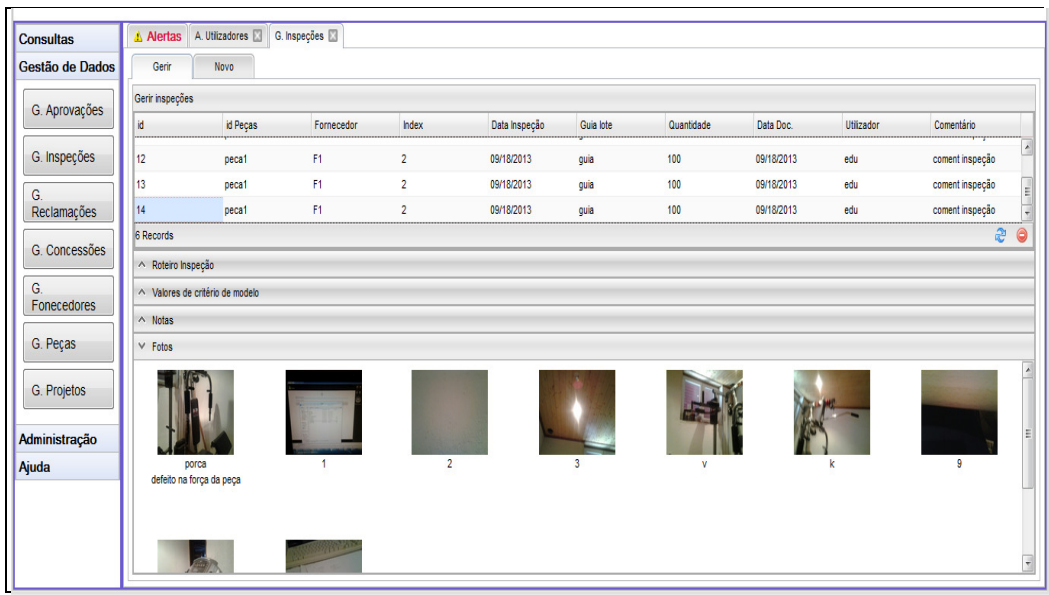 Consultas
Gestão de Dados
G. Aprovações
G. Inspeções
G.
Reclamações
G. Concessões
G.
Fonecedores
G. Peças
G. Projetos
Administração
Ajuda
Alertas A. Utilizadores G. Inspeções
Gerir Novo
Gerir inspeções
id id Peças Fornecedor Index Data Inspeção Guia lote Quantidade Data Doc. Utilizador Comentário
12 peca1 F1 2 09/18/2013 guia 100 09/18/2013 edu coment inspeção
13 peca1 F1 2 09/18/2013 guia 100 09/18/2013 edu coment inspeção
14 peca1 F1 2 09/18/2013 guia 100 09/18/2013 edu coment inspeção
6 Records
Roteiro Inspeção
Valores de critério de modelo
Notas
Fotos
porca 1 2 3 v k 9
defeito na força da peça